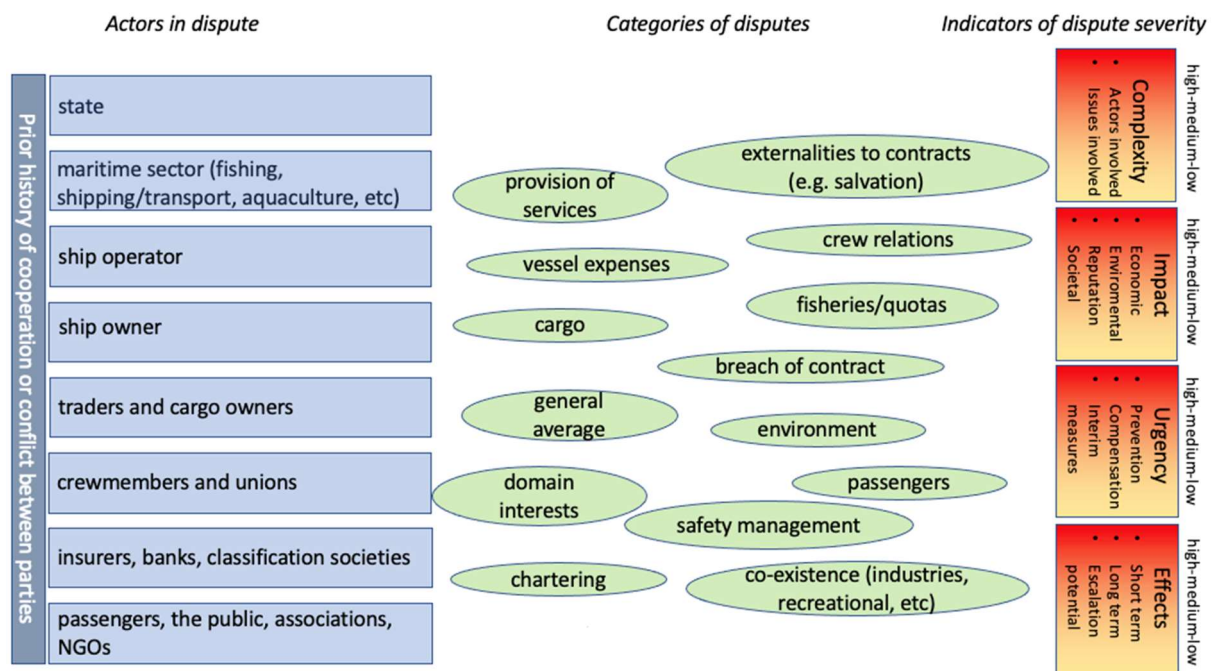 Actors in dispute
Categories of disputes
Indicators of dispute severity
Prior history of cooperation or conflict between parties
state
maritime sector (fishing,
shipping/transport, aquaculture, etc)
ship operator
ship owner
traders and cargo owners
crewmembers and unions
insurers, banks, classification societies
passengers, the public, associations,
NGOs
externalities to contracts
(e.g. salvation)
provision of
services
crew relations
vessel expenses
fisheries/quotas
cargo
breach of contract
general
average
environment
domain
interests
passengers
safety management
chartering
co-existence (industries,
recreational, etc)
Complexity
• Actors involved
• Issues involved
high-medium-low
Impact
• Economic
• Enviromental
• Reputation
• Societal
high-medium-low
Urgency
• Prevention
• Compensation
• Interim
measures
high-medium-low
Effects
• Short term
• Long term
• Escalation
potential
high-medium-low